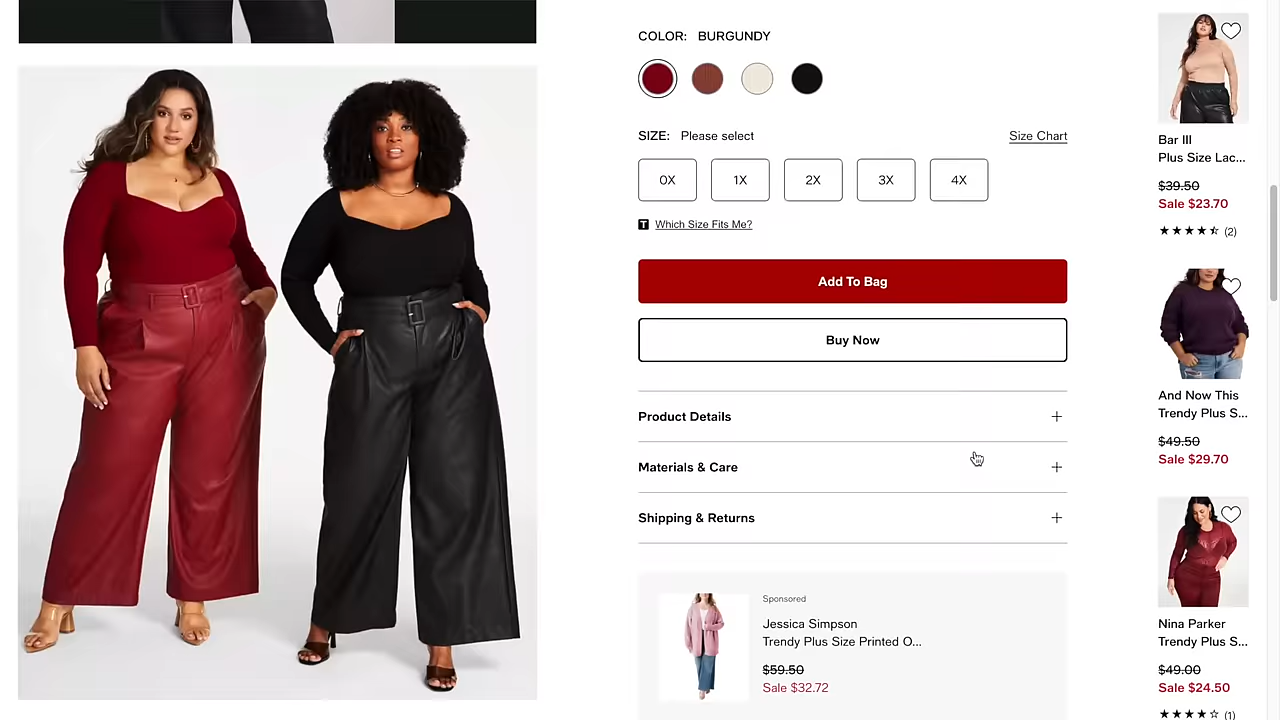 COLOR: BURGUNDY
SIZE: Please select
Size Chart
0X
1X
2X
3X
4X
T Which Size Fits Me?
Add To Bag
Buy Now
Product Details
Materials & Care
Shipping & Returns
Sponsored
Jessica Simpson
Trendy Plus Size Printed O...
$59.50
Sale $32.72
Bar III
Plus Size Lac...
$39.50
Sale $23.70
(2)
And Now This
Trendy Plus S...
$49.50
Sale $29.70
Nina Parker
Trendy Plus S...
$49.00
Sale $24.50
(1)